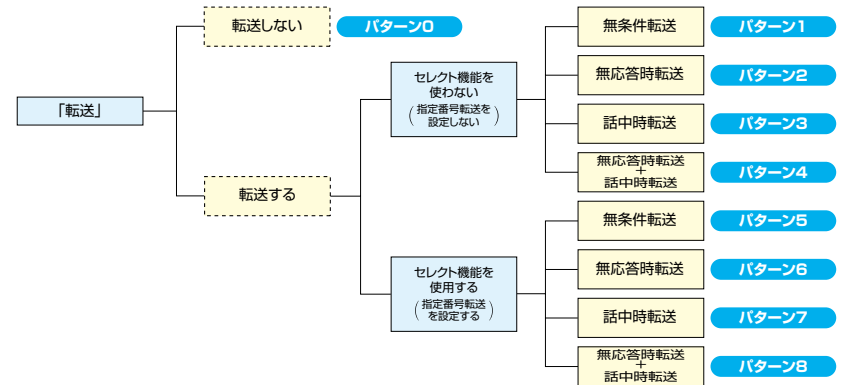 転送しない
パターン0
「転送」
転送する
セレクト機能を
使わない
(指定番号転送を
設定しない)
セレクト機能を
使用する
(指定番号転送
を設定する)
無条件転送
パターン1
無応答時転送
パターン2
話中時転送
パターン3
無応答時転送
+
話中時転送
パターン4
無条件転送
パターン5
無応答時転送
パターン6
話中時転送
パターン7
無応答時転送
+
話中時転送
パターン8